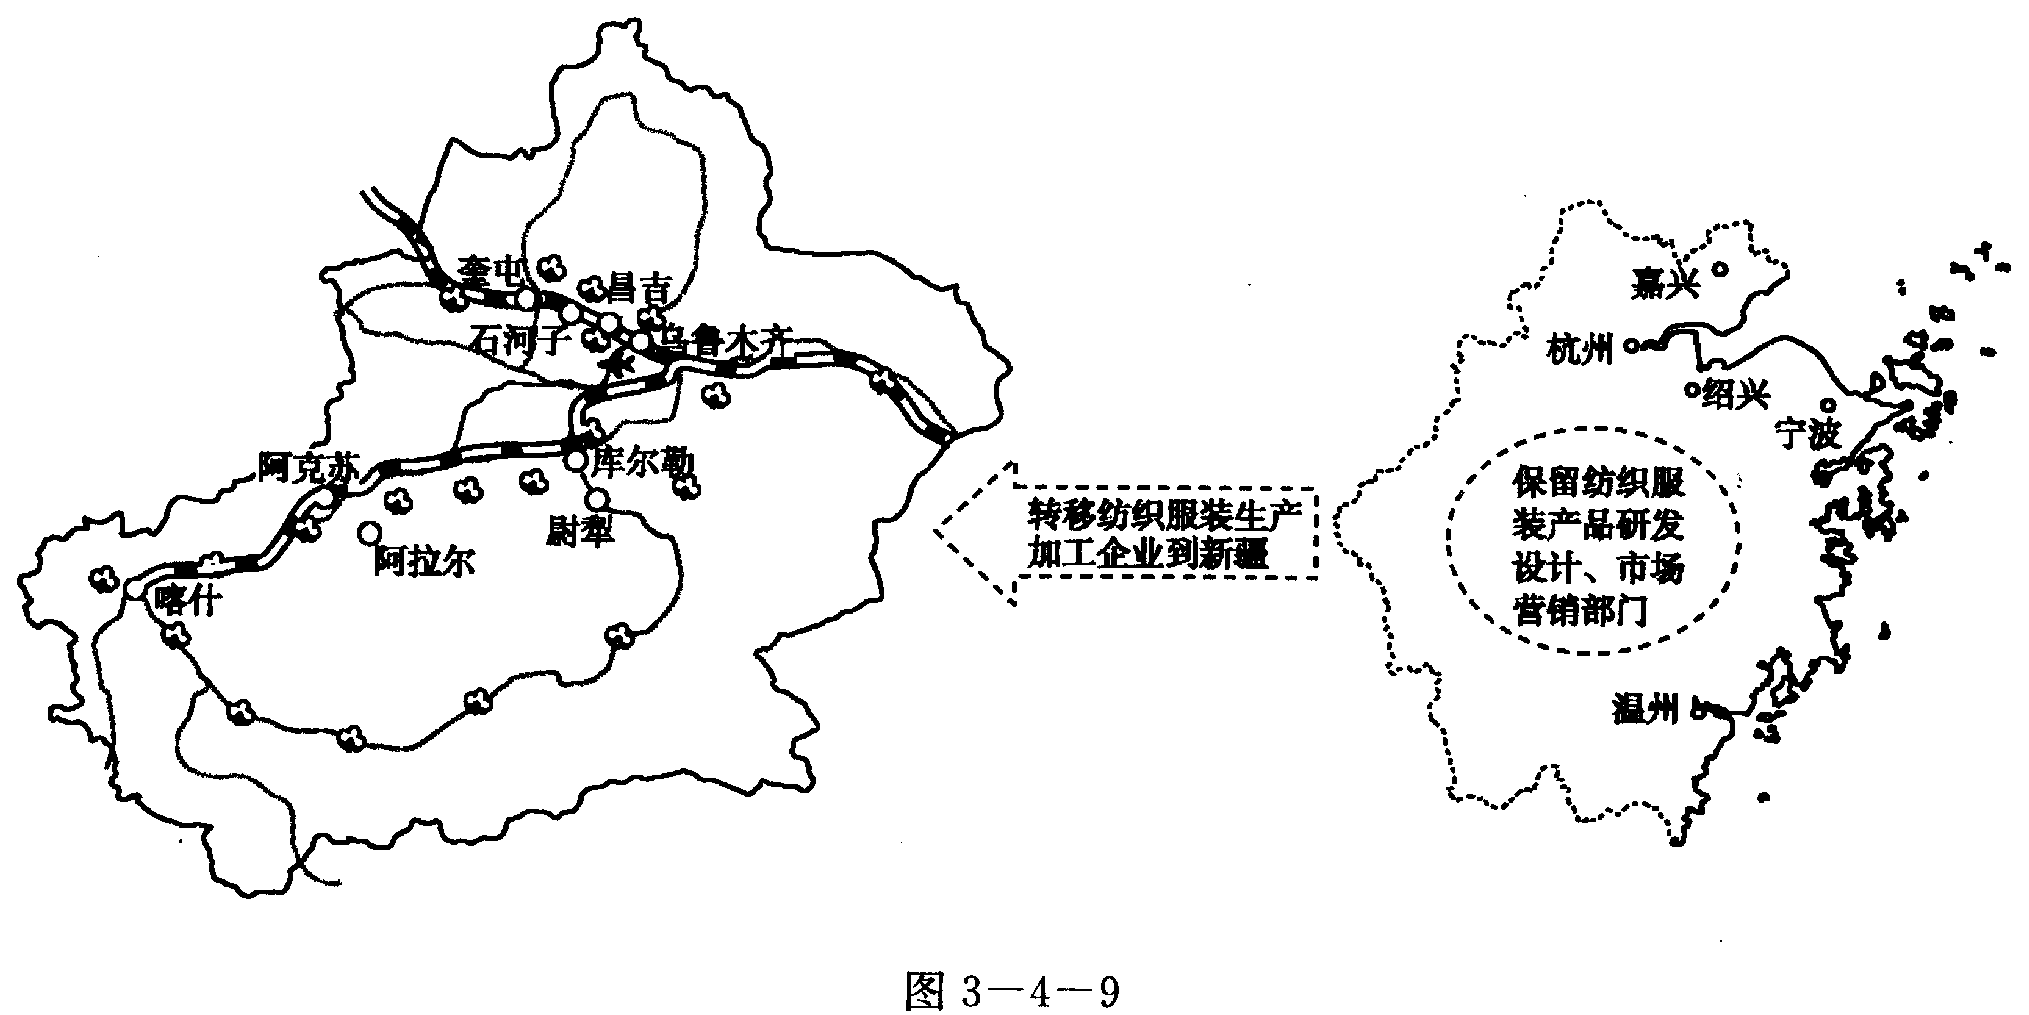 奎屯
昌吉
石河子
乌鲁木齐
阿克苏
库尔勒
尉犁
阿拉尔
喀什
转移纺织服装生产
加工企业到新疆
嘉兴
杭州
绍兴
宁波
保留纺织服
装产品研发
设计、市场
营销部门
温州
图 3－4－9